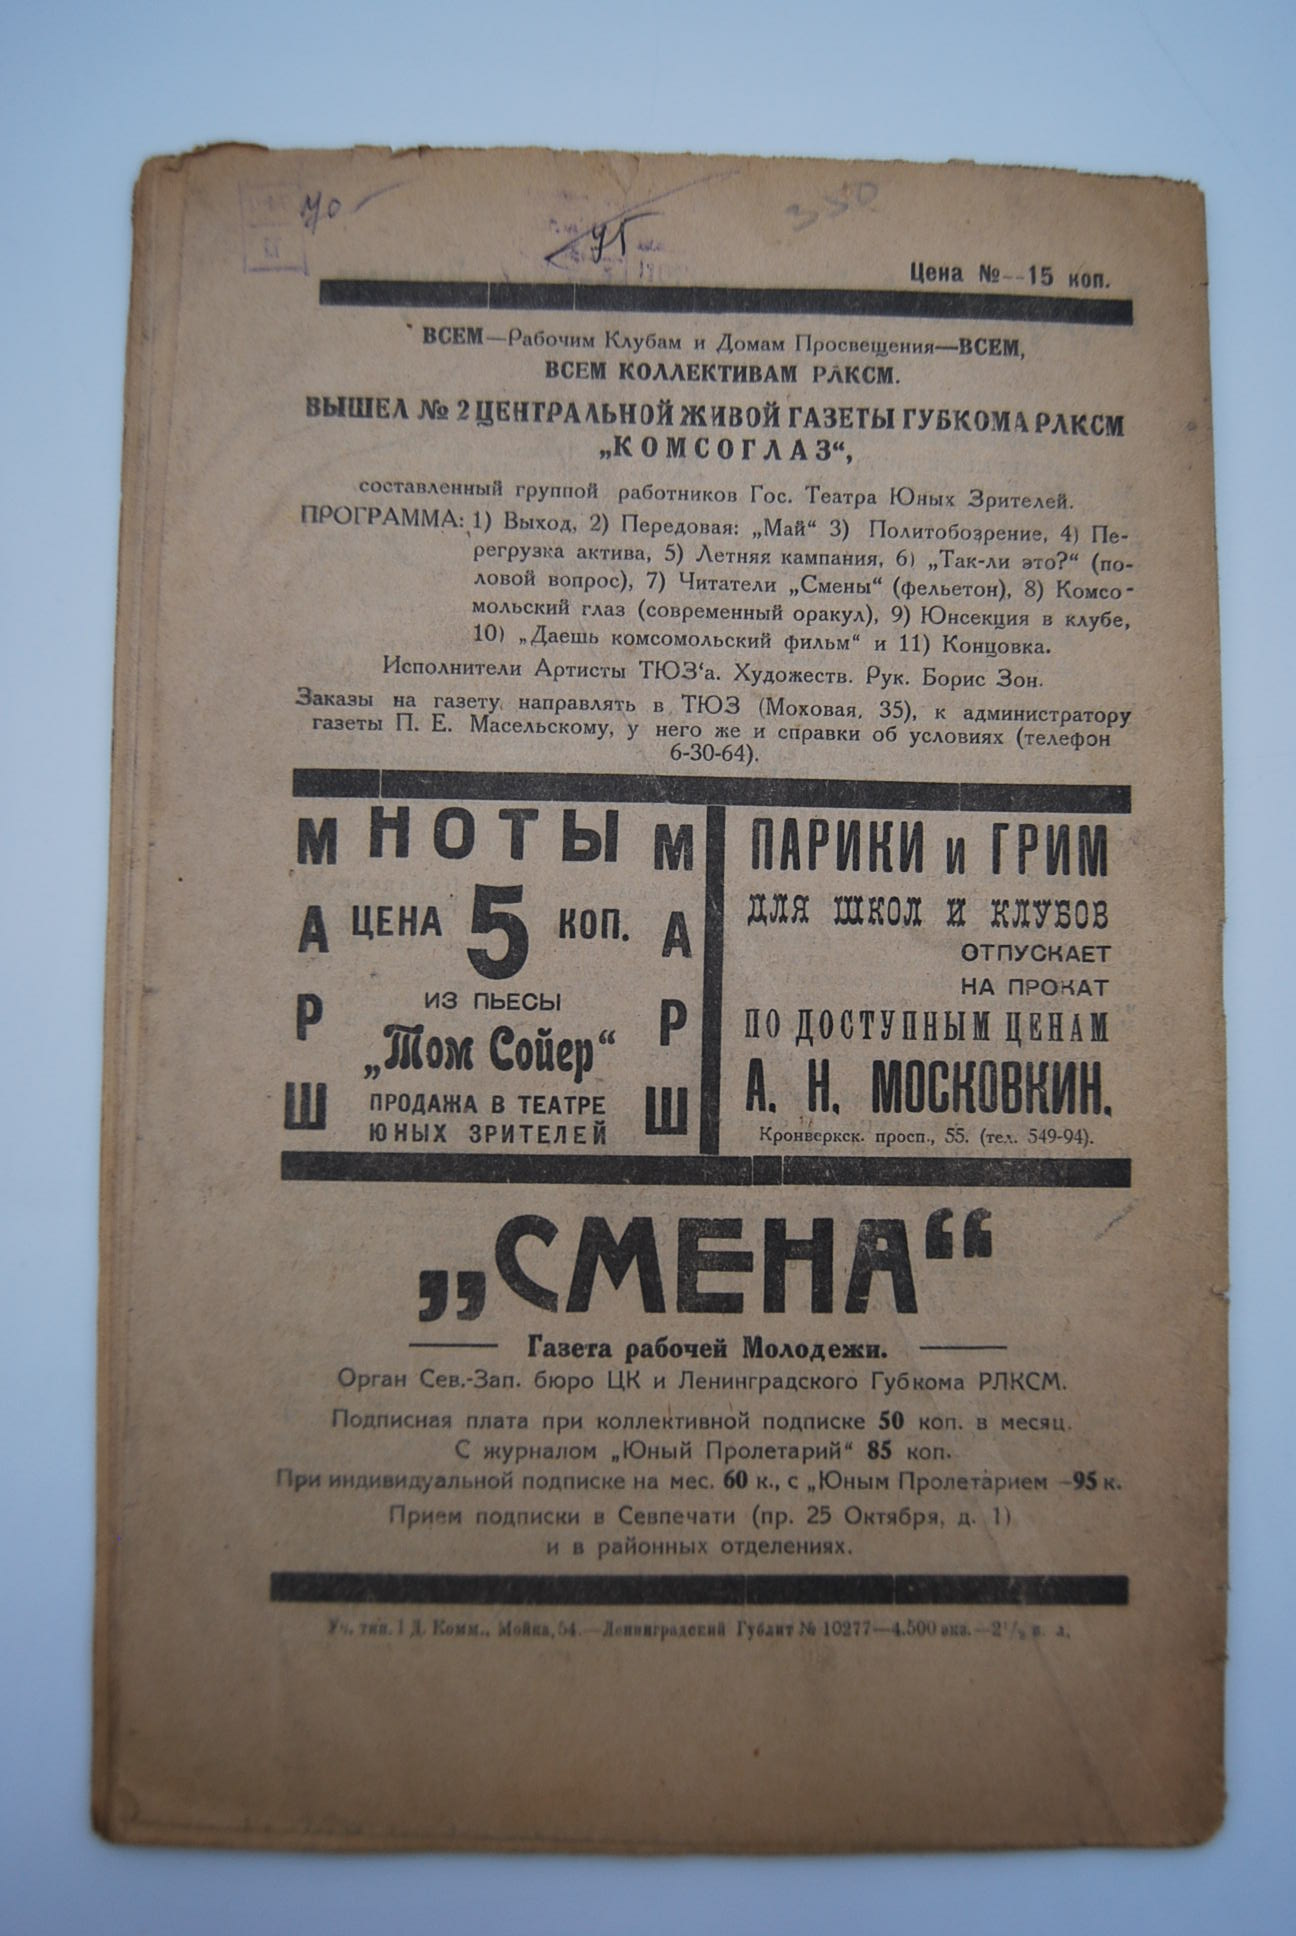 70
95
350
Цена №--15 коп.
ВСЕМ—Рабочим Клубам и Домам Просвещения—ВСЕМ,
ВСЕМ КОЛЛЕКТИВАМ РЛКСМ.
ВЫШЕЛ № 2 ЦЕНТРАЛЬНОЙ ЖИВОЙ ГАЗЕТЫ ГУБКОМА РЛКСМ
„КОМСОГЛАЗ“,
составленный группой работников Гос. Театра Юных Зрителей.
ПРОГРАММА: 1) Выход, 2) Передовая: „Май“ 3) Политобозрение, 4) Пе-
регрузка актива, 5) Летняя кампания, 6) „Так-ли это?“ (по-
ловой вопрос), 7) Читатели „Смены“ (фельетон), 8) Комсо-
мольский глаз (современный оракул), 9) Юнсекция в клубе,
10) „Даешь комсомольский фильм“ и 11) Концовка.
Исполнители Артисты ТЮЗ‘а. Художеств. Рук. Борис Зон.
Заказы на газету направлять в ТЮЗ (Моховая, 35), к администратору
газеты П. Е. Масельскому, у него же и справки об условиях (телефон
6-30-64).
МАРШ
НОТЫ
ЦЕНА 5 КОП.
ИЗ ПЬЕСЫ
„Том Сойер“
ПРОДАЖА В ТЕАТРЕ
ЮНЫХ ЗРИТЕЛЕЙ
МАРШ
ПАРИКИ и ГРИМ
ДЛЯ ШКОЛ И КЛУБОВ
ОТПУСКАЕТ
НА ПРОКАТ
ПО ДОСТУПНЫМ ЦЕНАМ
А. Н. МОСКОВКИН.
Кронверкск. просп., 55. (тел. 549-94).
„СМЕНА“
Газета рабочей Молодежи.
Орган Сев.-Зап. бюро ЦК и Ленинградского Губкома РЛКСМ.
Подписная плата при коллективной подписке 50 коп. в месяц.
С журналом „Юный Пролетарий“ 85 коп.
При индивидуальной подписке на мес. 60 к., с „Юным Пролетарием —95 к.
Прием подписки в Севпечати (пр. 25 Октября, д. 1)
и в районных отделениях.
Уч. тип. 1 Д. Комм., Мойка, 54.—Ленинградский Гублит № 10277—4.500 экз.—2½ п. л.